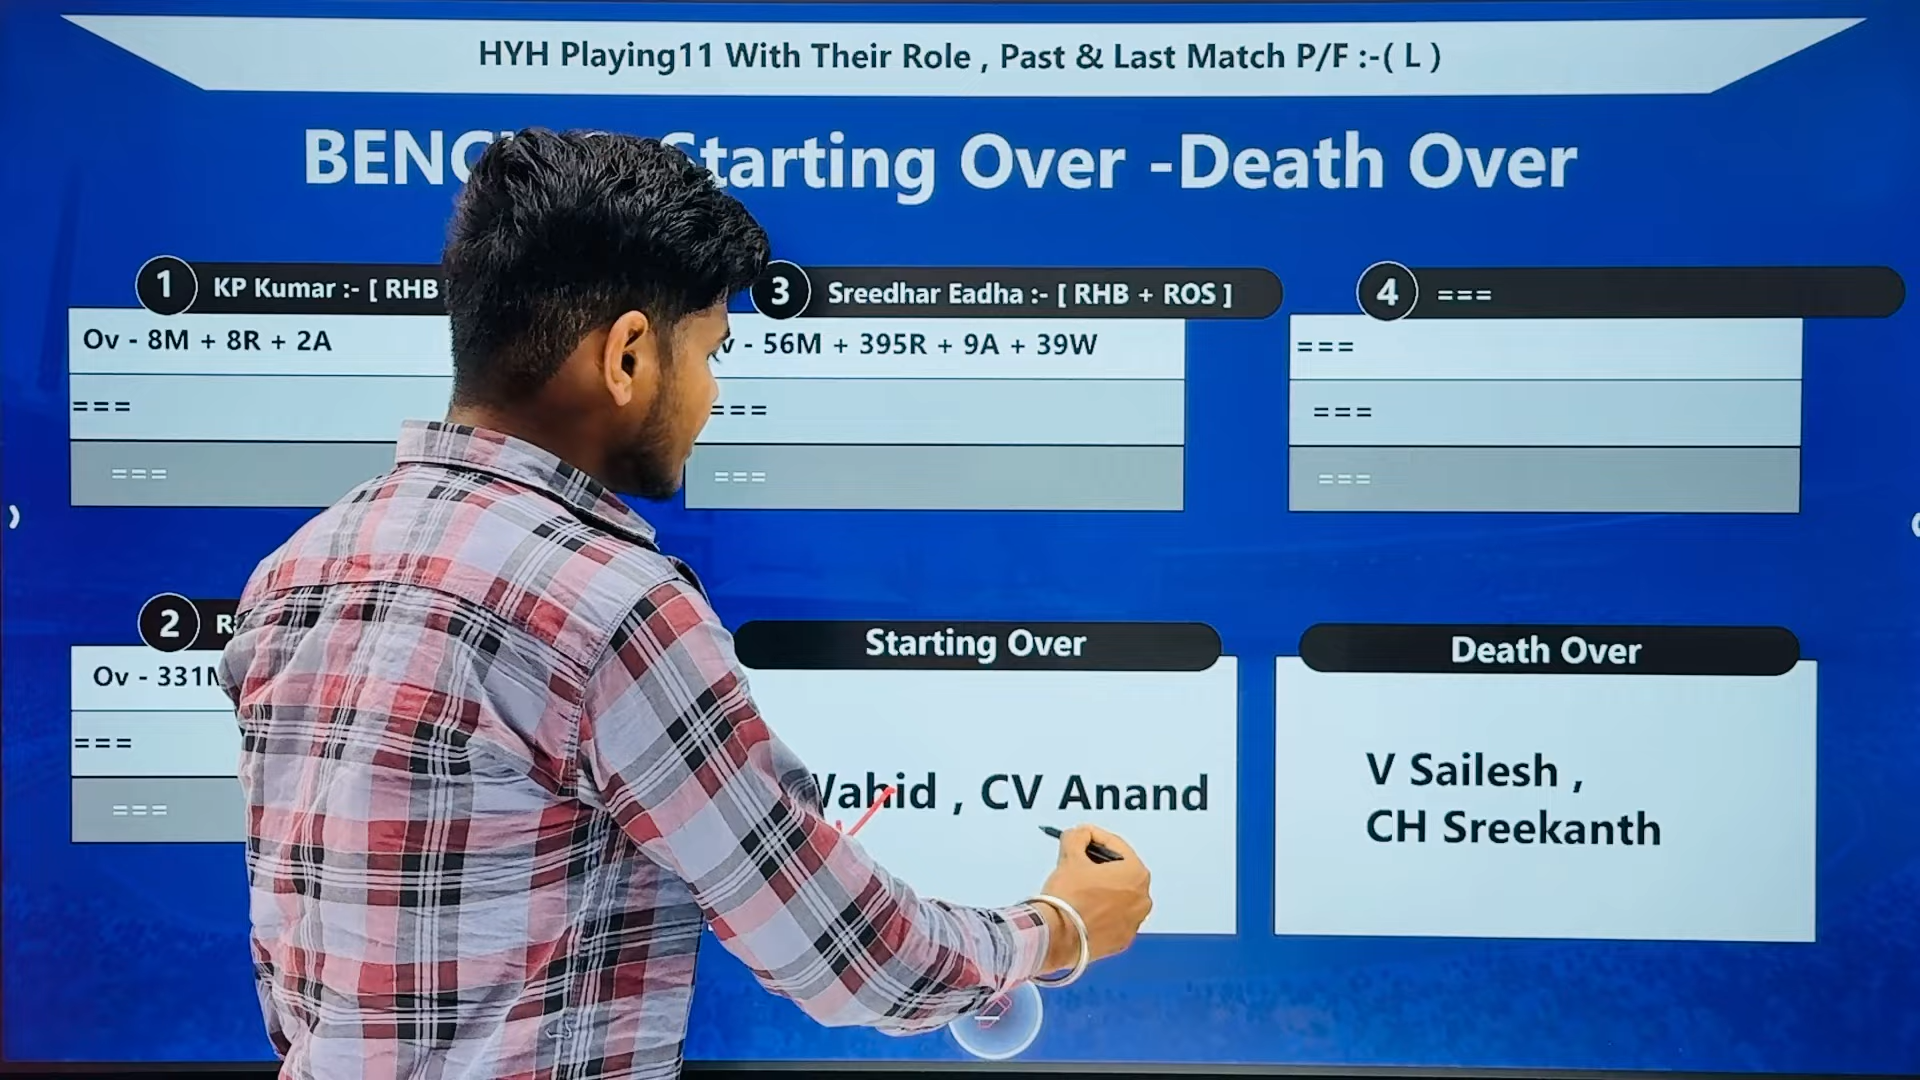 HYH Playing11 With Their Role , Past & Last Match P/F :-( L )
Starting Over -Death Over
1 KP Kumar :- [ RHB
Ov - 8M + 8R + 2A
===
===
3 Sreedhar Eadha :- [ RHB + ROS ]
- 56M + 395R + 9A + 39W
===
===
4 ===
===
===
===
2
Ov - 331M
===
===
Starting Over
Wahid , CV Anand
Death Over
V Sailesh ,
CH Sreekanth